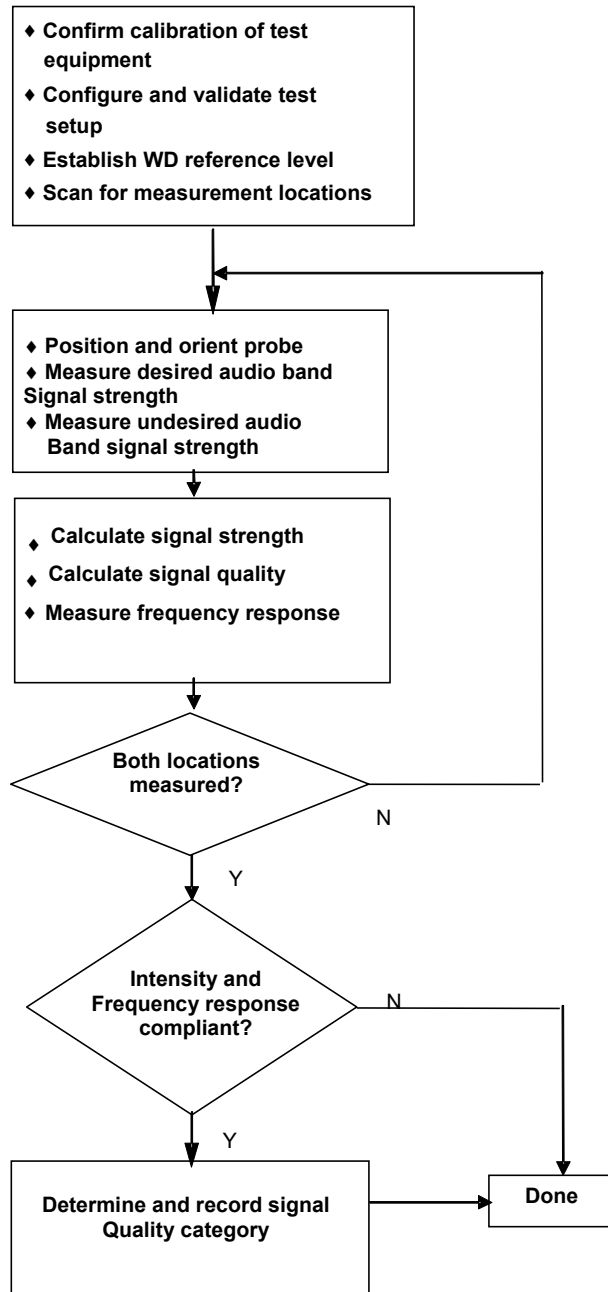 ♦ Confirm calibration of test
equipment
♦ Configure and validate test
setup
♦ Establish WD reference level
♦ Scan for measurement locations
♦ Position and orient probe
♦ Measure desired audio band
Signal strength
♦ Measure undesired audio
Band signal strength
♦ Calculate signal strength
♦ Calculate signal quality
♦ Measure frequency response
Both locations
measured?
N
Y
Intensity and
Frequency response
compliant?
N
Y
Determine and record signal
Quality category
Done